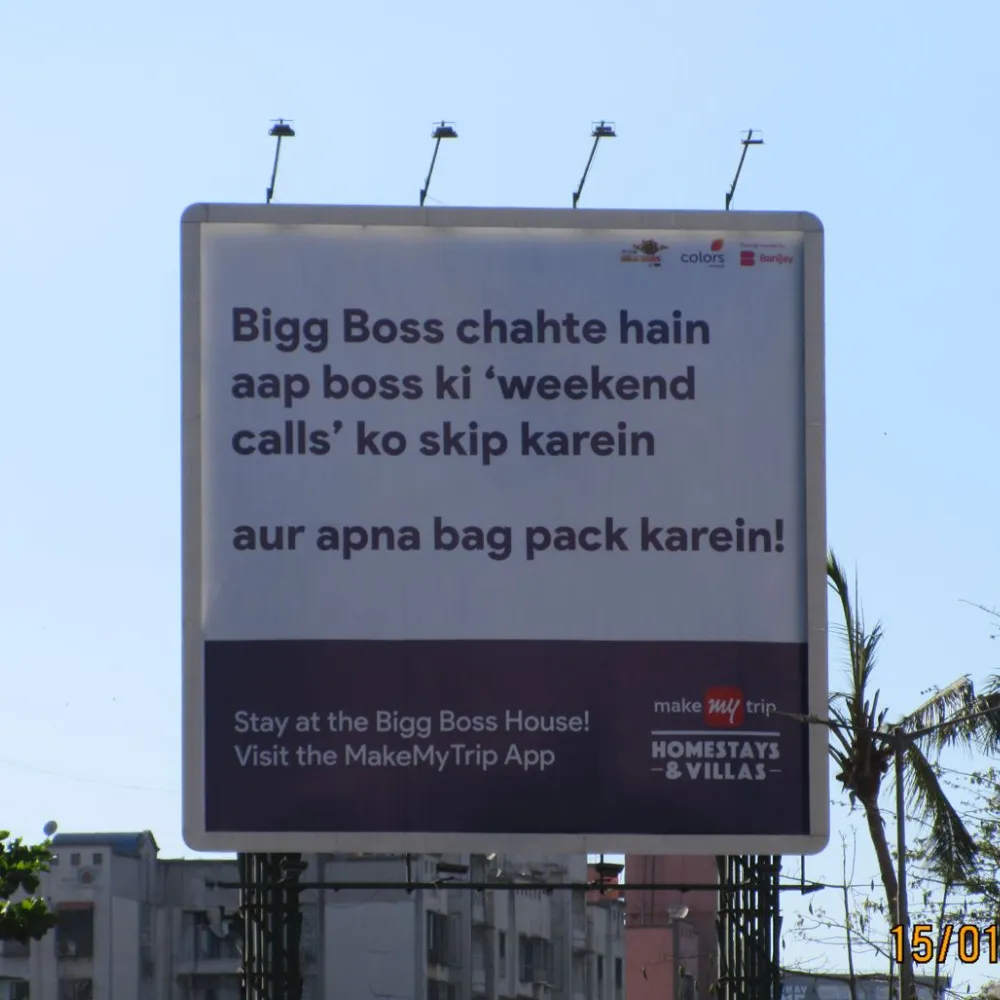 colors
Banijay
Bigg Boss chahte hain
aap boss ki ‘weekend
calls’ ko skip karein
aur apna bag pack karein!
Stay at the Bigg Boss House!
Visit the MakeMyTrip App
make my trip
HOMESTAYS
& VILLAS
15/01